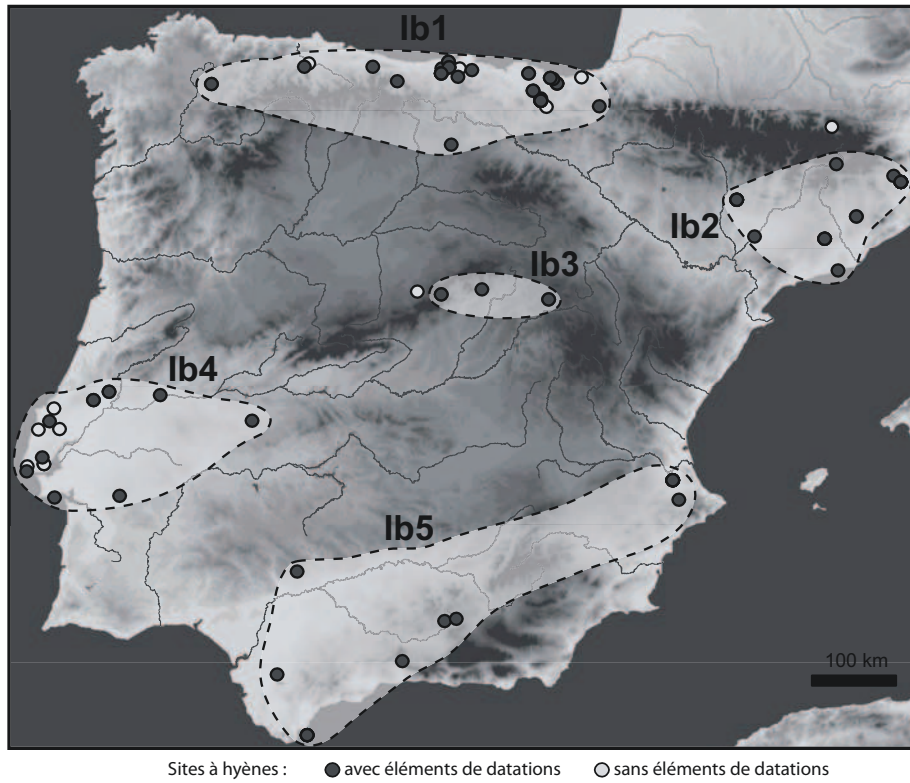 Ib1
Ib2
Ib3
Ib4
Ib5
100 km
Sites à hyènes : avec éléments de datations sans éléments de datations